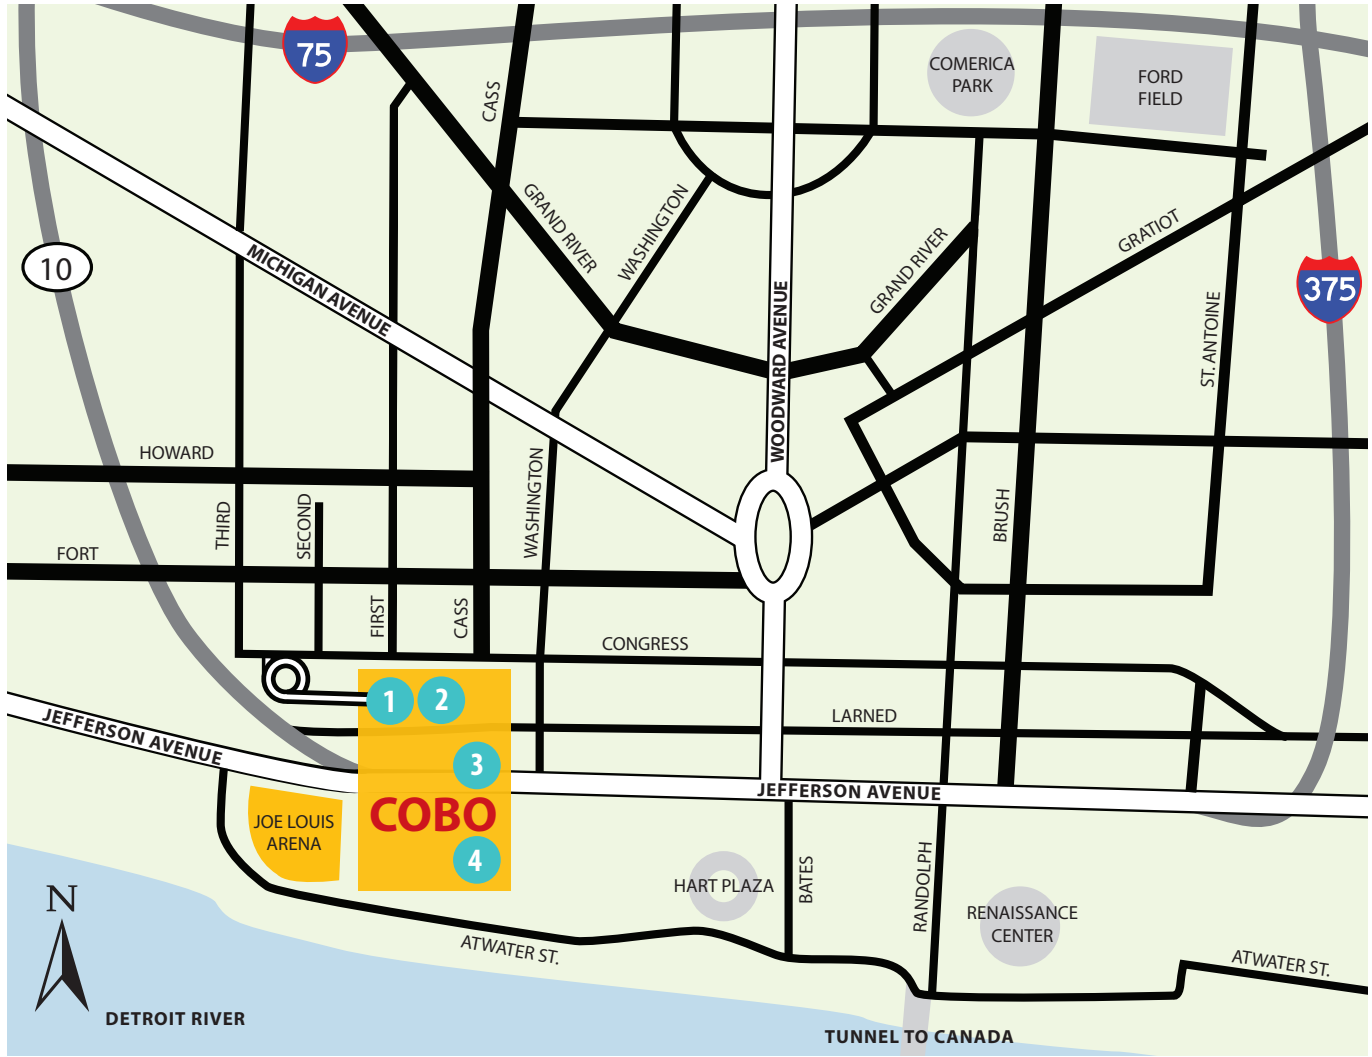 75
CASS
COMERICA
PARK
FORD
FIELD
10
MICHIGAN AVENUE
GRAND RIVER
WASHINGTON
WOODWARD AVENUE
GRAND RIVER
GRATIOT
375
ST. ANTOINE
HOWARD
THIRD
SECOND
WASHINGTON
BRUSH
FORT
FIRST
CASS
CONGRESS
1
2
LARNED
JEFFERSON AVENUE
3
JEFFERSON AVENUE
COBO
JOE LOUIS
ARENA
4
HART PLAZA
BATES
RANDOLPH
RENAISSANCE
CENTER
N
ATWATER ST.
ATWATER ST.
DETROIT RIVER
TUNNEL TO CANADA